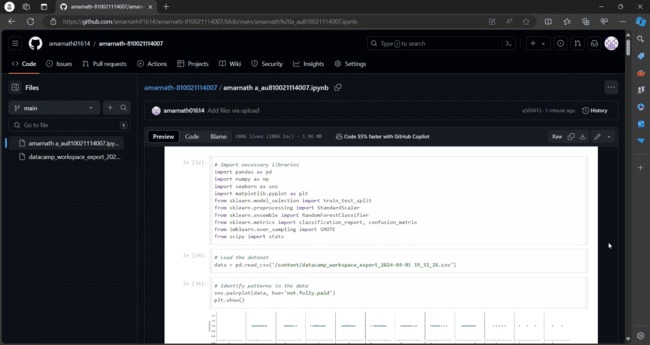 amarnath01614/amarnath-810021114007/
https://github.com/amarnath01614/amarnath-810021114007/blob/main/amarnath%20a_au810021114007.ipynb
amarnath01614 / amarnath-810021114007
Type / to search
Code
Issues
Pull requests
Actions
Projects
Wiki
Security
Insights
Settings
Files
main
Go to file
t
amarnath a_au810021114007.ipy...
datacamp_workspace_export_202...
amarnath-810021114007 / amarnath a_au810021114007.ipynb
amarnath01614 Add files via upload
a500415 · 1 minute ago
History
Preview Code Blame
2806 lines (2806 loc) · 1.96 MB
Code 55% faster with GitHub Copilot
Raw
In [32]:
# Import necessary libraries
import pandas as pd
import numpy as np
import seaborn as sns
import matplotlib.pyplot as plt
from sklearn.model_selection import train_test_split
from sklearn.preprocessing import StandardScaler
from sklearn.ensemble import RandomForestClassifier
from sklearn.metrics import classification_report, confusion_matrix
from imblearn.over_sampling import SMOTE
from scipy import stats
In [34]:
# Load the dataset
data = pd.read_csv("/content/datacamp_workspace_export_2024-04-01 19_32_28.csv")
In [36]:
# Identify patterns in the data
sns.pairplot(data, hue='not.fully.paid')
plt.show()